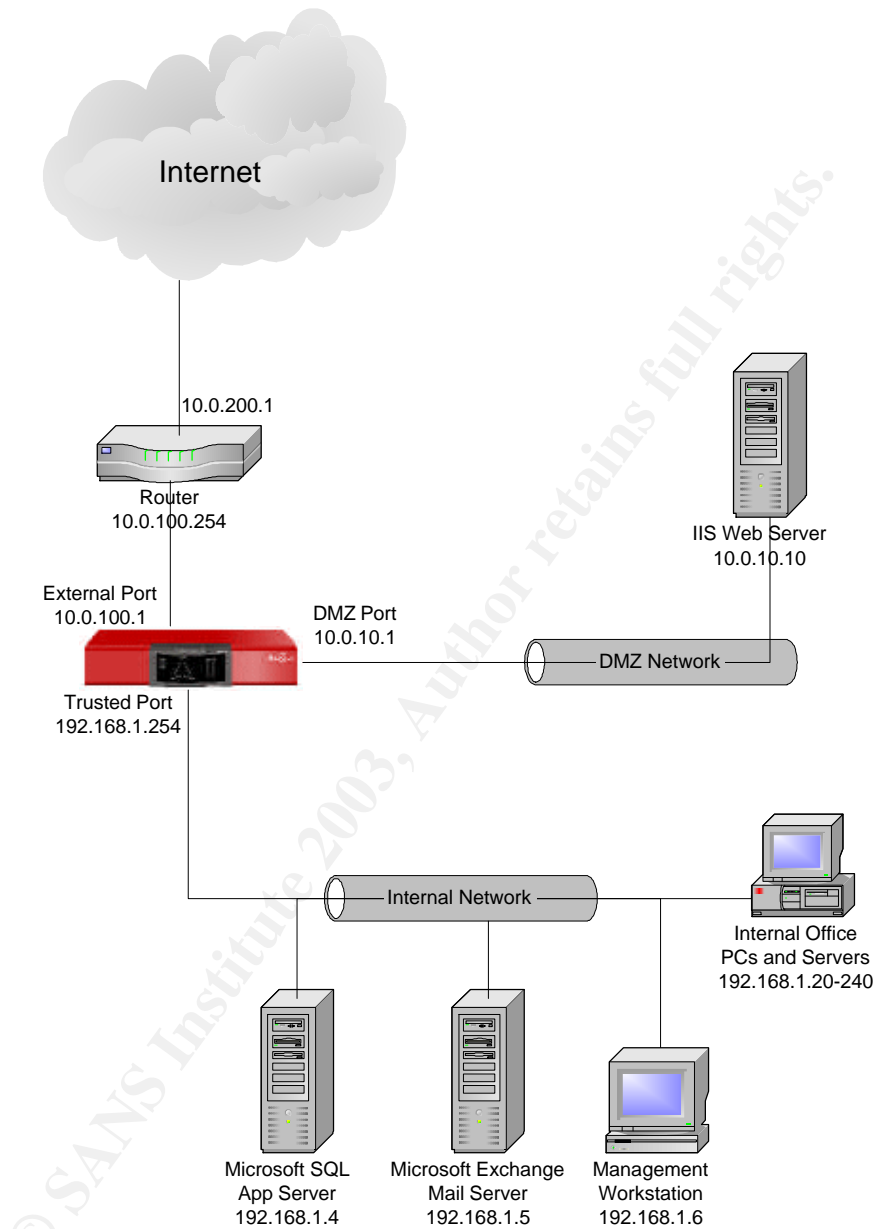 Internet
10.0.200.1
Router
10.0.100.254
IIS Web Server
10.0.10.10
External Port
10.0.100.1
DMZ Port
10.0.10.1
DMZ Network
Trusted Port
192.168.1.254
Internal Network
Internal Office
PCs and Servers
192.168.1.20-240
Microsoft SQL
App Server
192.168.1.4
Microsoft Exchange
Mail Server
192.168.1.5
Management
Workstation
192.168.1.6
© SANS Institute 2003, Author retains full rights.